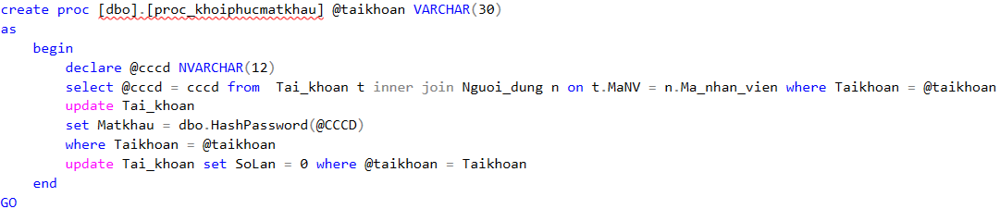 create proc [dbo].[proc_khoiphucmatkhau] @taikhoan VARCHAR(30)
as
begin
declare @cccd NVARCHAR(12)
select @cccd = cccd from  Tai_khoan t inner join Nguoi_dung n on t.MaNV = n.Ma_nhan_vien where Taikhoan = @taikhoan
update Tai_khoan
set Matkhau = dbo.HashPassword(@CCCD)
where Taikhoan = @taikhoan
update Tai_khoan set SoLan = 0 where @taikhoan = Taikhoan
end
GO